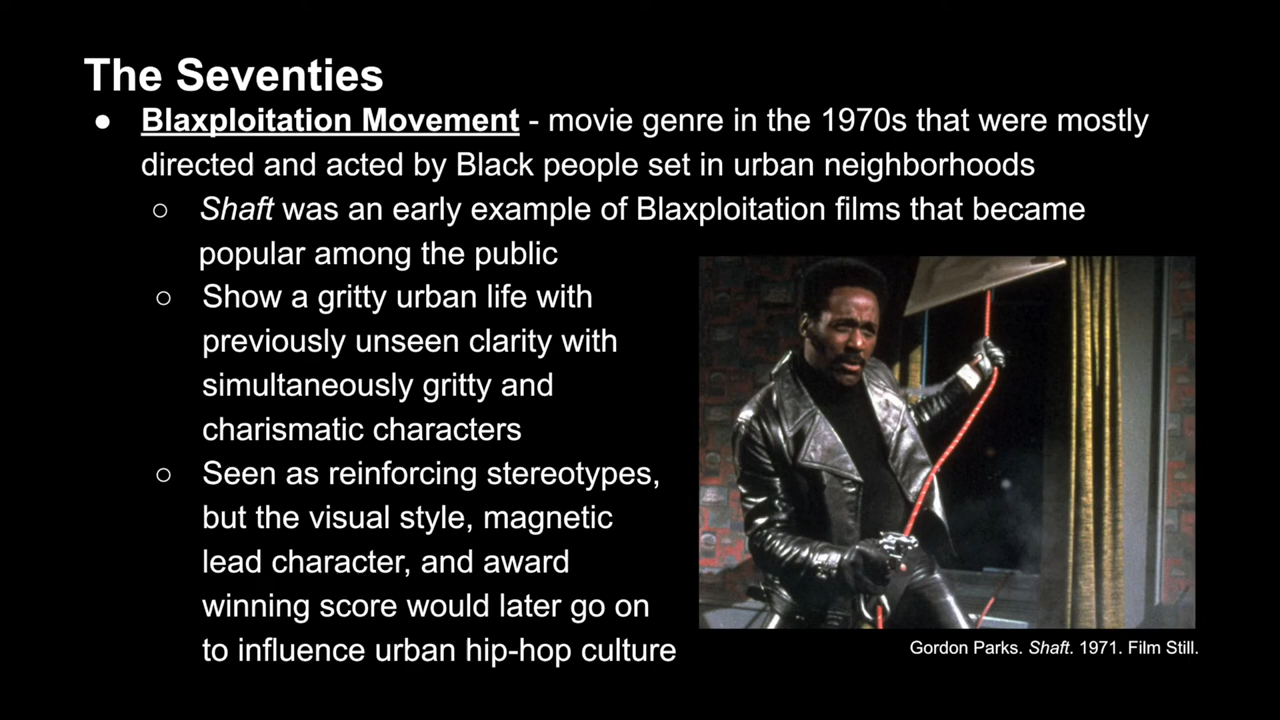 The Seventies
● Blaxploitation Movement - movie genre in the 1970s that were mostly
directed and acted by Black people set in urban neighborhoods
○ Shaft was an early example of Blaxploitation films that became
popular among the public
○ Show a gritty urban life with
previously unseen clarity with
simultaneously gritty and
charismatic characters
○ Seen as reinforcing stereotypes,
but the visual style, magnetic
lead character, and award
winning score would later go on
to influence urban hip-hop culture
Gordon Parks. Shaft. 1971. Film Still.